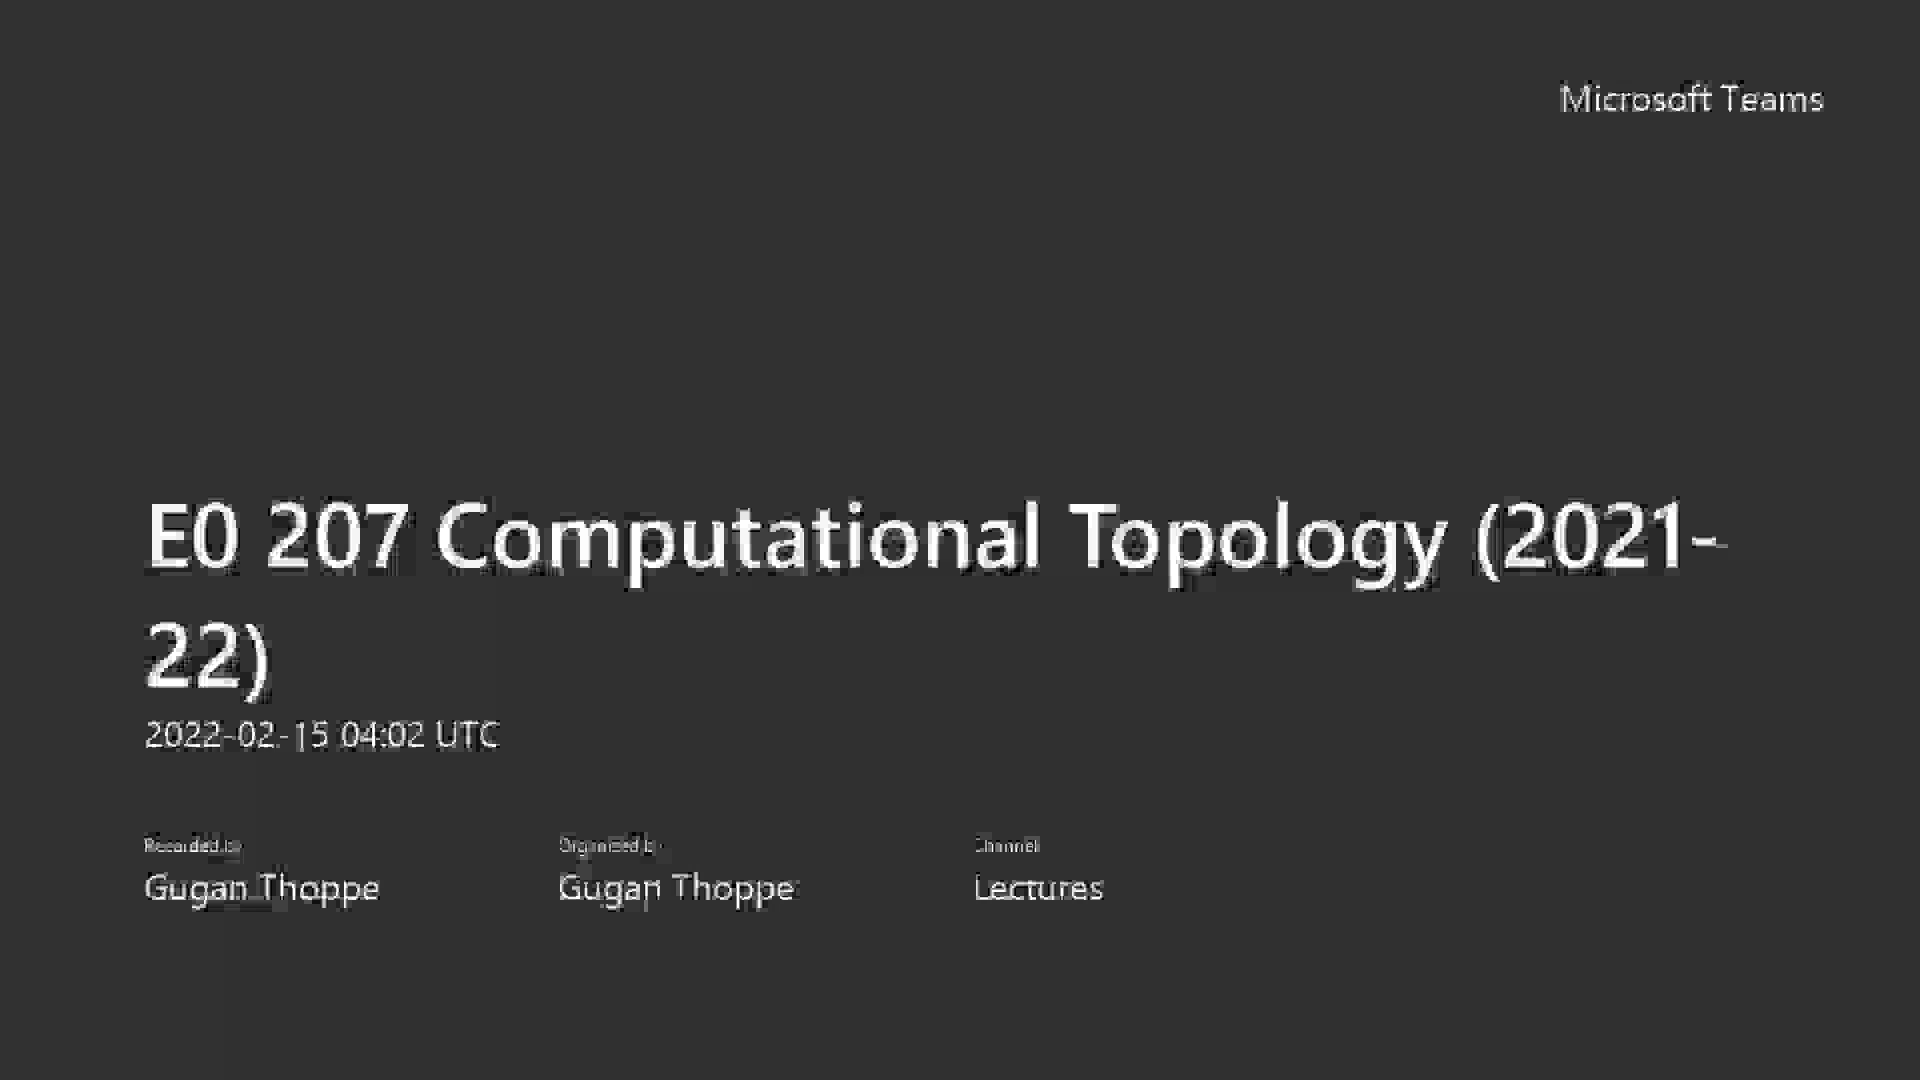 Microsoft Teams
E0 207 Computational Topology (2021-
22)
2022-02-15 04:02 UTC
Recorded by Organized by Channel
Gugan Thoppe Gugan Thoppe Lectures